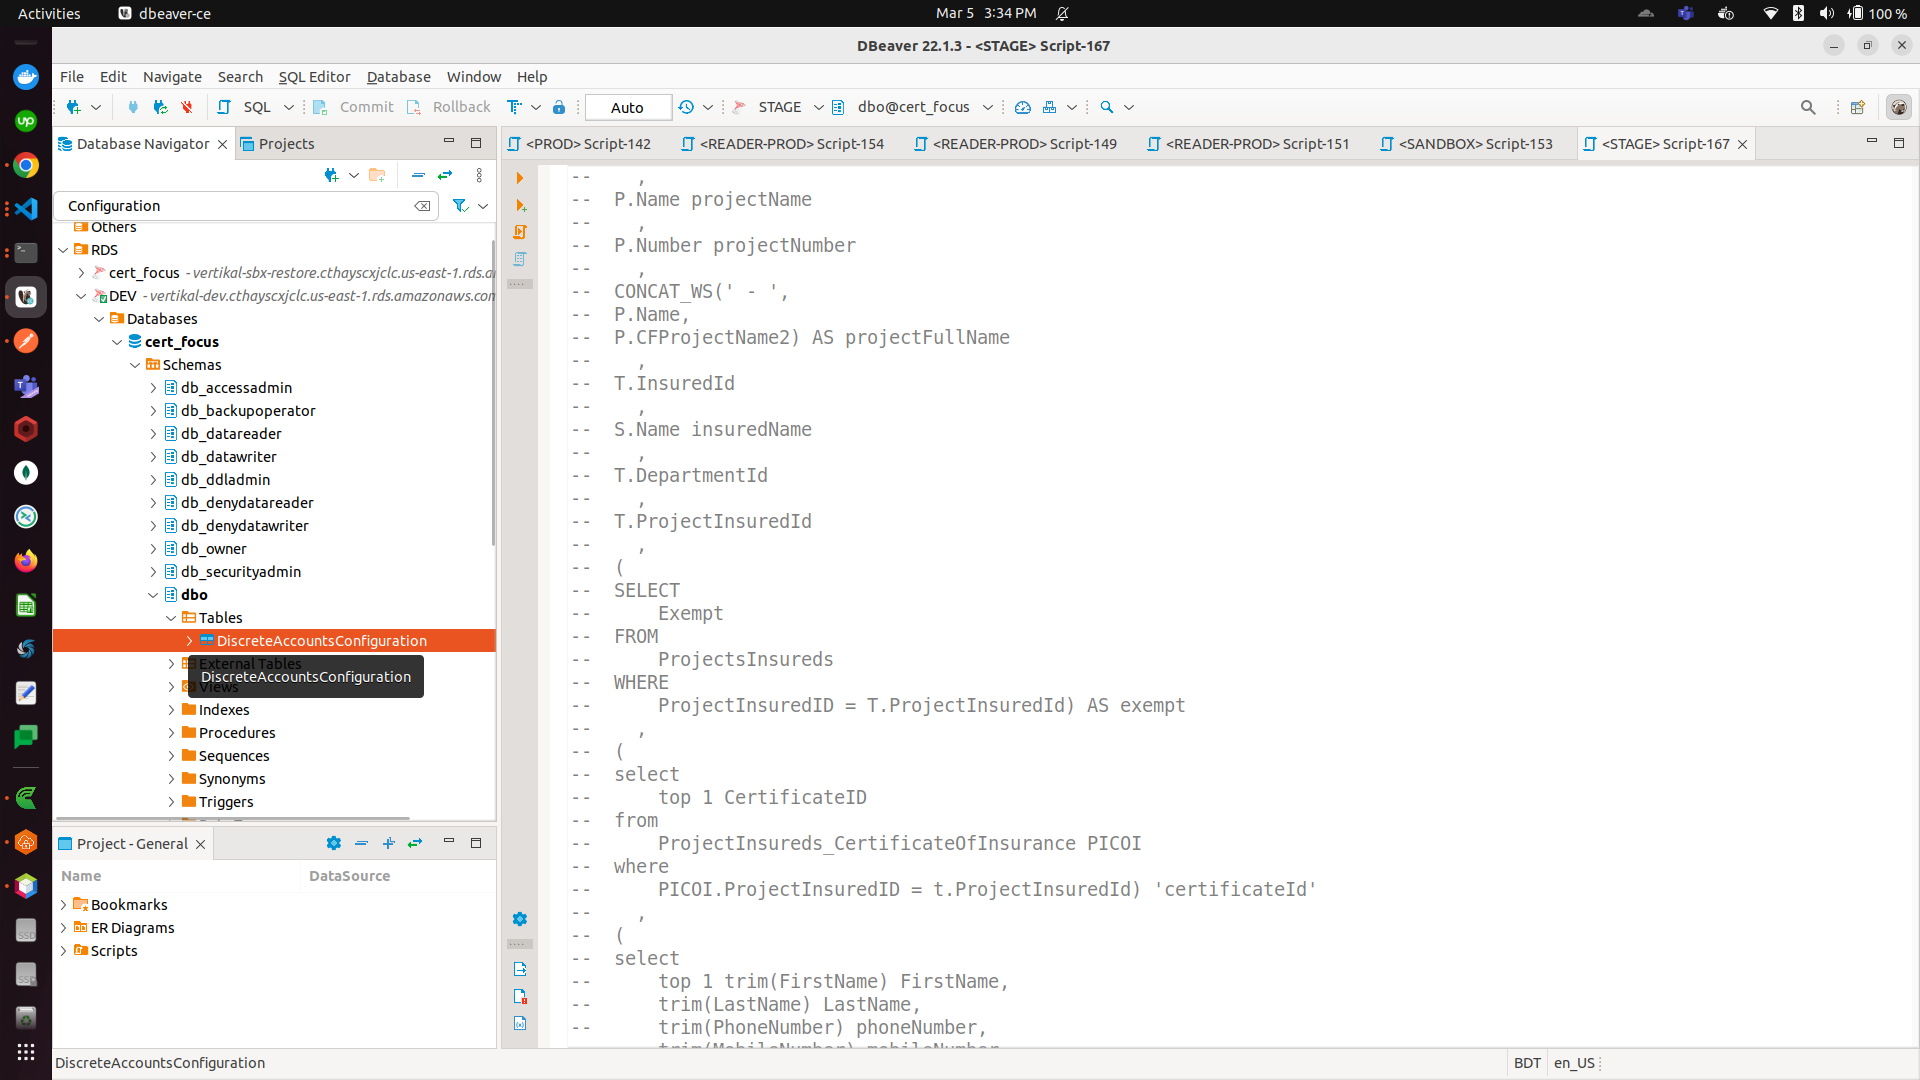 Activities
dbeaver-ce
Mar 5 3:34 PM
100 %
DBeaver 22.1.3 - <STAGE> Script-167
File Edit Navigate Search SQL Editor Database Window Help
SQL
Commit
Rollback
Auto
STAGE
dbo@cert_focus
Database Navigator
Projects
<PROD> Script-142
<READER-PROD> Script-154
<READER-PROD> Script-149
<READER-PROD> Script-151
<SANDBOX> Script-153
<STAGE> Script-167
Configuration
Others
RDS
cert_focus - vertikal-sbx-restore.cthayscxjclc.us-east-1.rds.a
DEV - vertikal-dev.cthayscxjclc.us-east-1.rds.amazonaws.con
Databases
cert_focus
Schemas
db_accessadmin
db_backupoperator
db_datareader
db_datawriter
db_ddladmin
db_denydatareader
db_denydatawriter
db_owner
db_securityadmin
dbo
Tables
DiscreteAccountsConfiguration
External Tables
DiscreteAccountsConfiguration
Views
Indexes
Procedures
Sequences
Synonyms
Triggers
Project - General
Name DataSource
Bookmarks
ER Diagrams
Scripts
-- ,
-- P.Name projectName
-- ,
-- P.Number projectNumber
-- ,
-- CONCAT_WS(' - ',
-- P.Name,
-- P.CFProjectName2) AS projectFullName
-- ,
-- T.InsuredId
-- ,
-- S.Name insuredName
-- ,
-- T.DepartmentId
-- ,
-- T.ProjectInsuredId
-- ,
-- (
-- SELECT
-- Exempt
-- FROM
-- ProjectsInsureds
-- WHERE
-- ProjectInsuredID = T.ProjectInsuredId) AS exempt
-- ,
-- (
-- select
-- top 1 CertificateID
-- from
-- ProjectInsureds_CertificateOfInsurance PICOI
-- where
-- PICOI.ProjectInsuredID = t.ProjectInsuredId) 'certificateId'
-- ,
-- (
-- select
-- top 1 trim(FirstName) FirstName,
-- trim(LastName) LastName,
-- trim(PhoneNumber) phoneNumber,
-- trim(MobileNumber) mobileNumber
DiscreteAccountsConfiguration
BDT
en_US